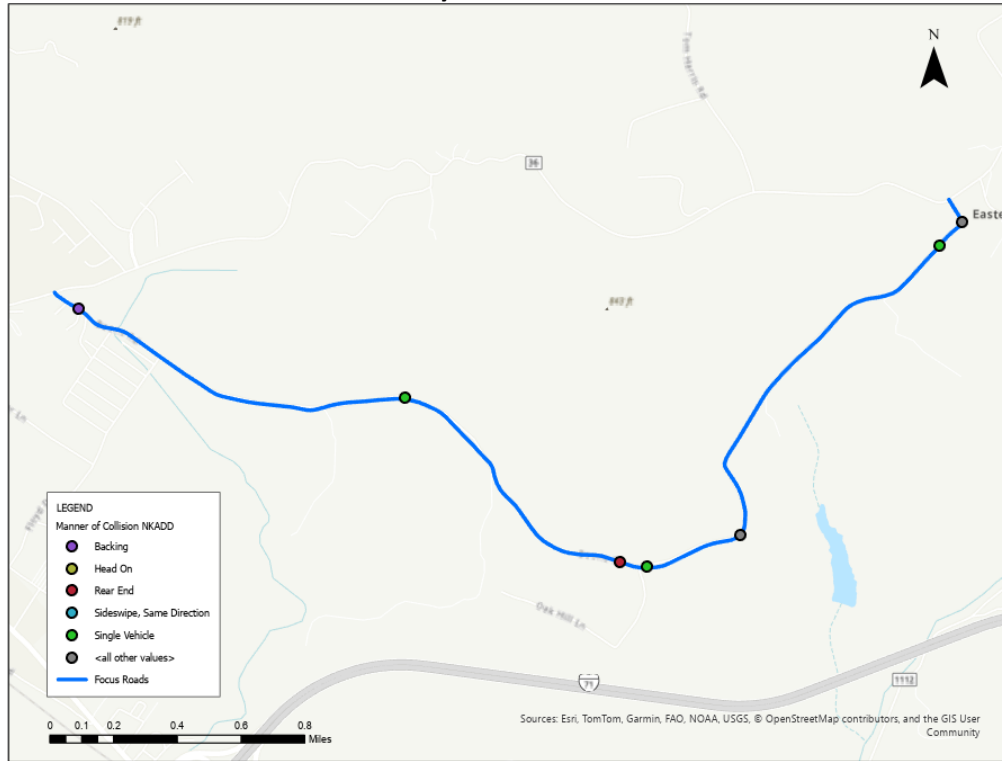 819 ft
N
Tom Harris Rd
36
Easte
849 ft
LEGEND
Manner of Collision NKADD
Backing
Head On
Rear End
Sideswipe, Same Direction
Single Vehicle
<all other values>
Focus Roads
Oak Hill Ln
71
1112
0 0.1 0.2 0.4 0.6 0.8
Miles
Sources: Esri, TomTom, Garmin, FAO, NOAA, USGS, © OpenStreetMap contributors, and the GIS User
Community